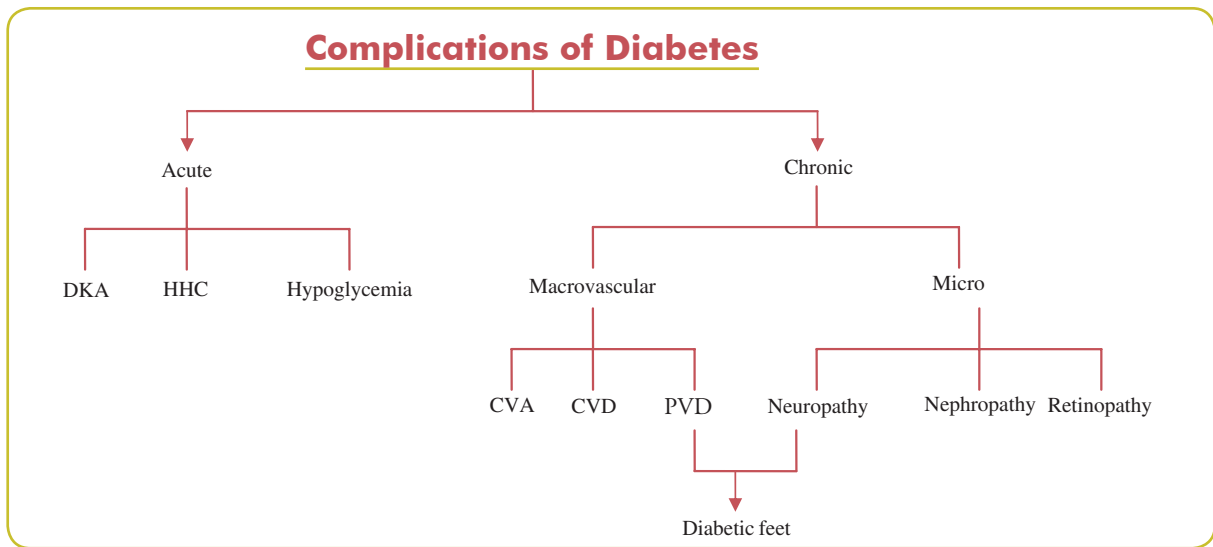 Complications of Diabetes
Acute
Chronic
DKA
HHC
Hypoglycemia
Macrovascular
Micro
CVA
CVD
PVD
Neuropathy
Nephropathy
Retinopathy
Diabetic feet